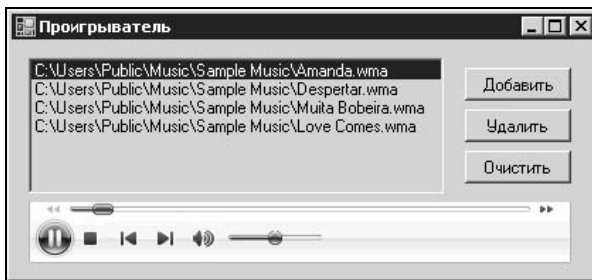 Проигрыватель
C:\Users\Public\Music\Sample Music\Amanda.wma
C:\Users\Public\Music\Sample Music\Despertar.wma
C:\Users\Public\Music\Sample Music\Muita Bobeira.wma
C:\Users\Public\Music\Sample Music\Love Comes.wma
Добавить
Удалить
Очистить